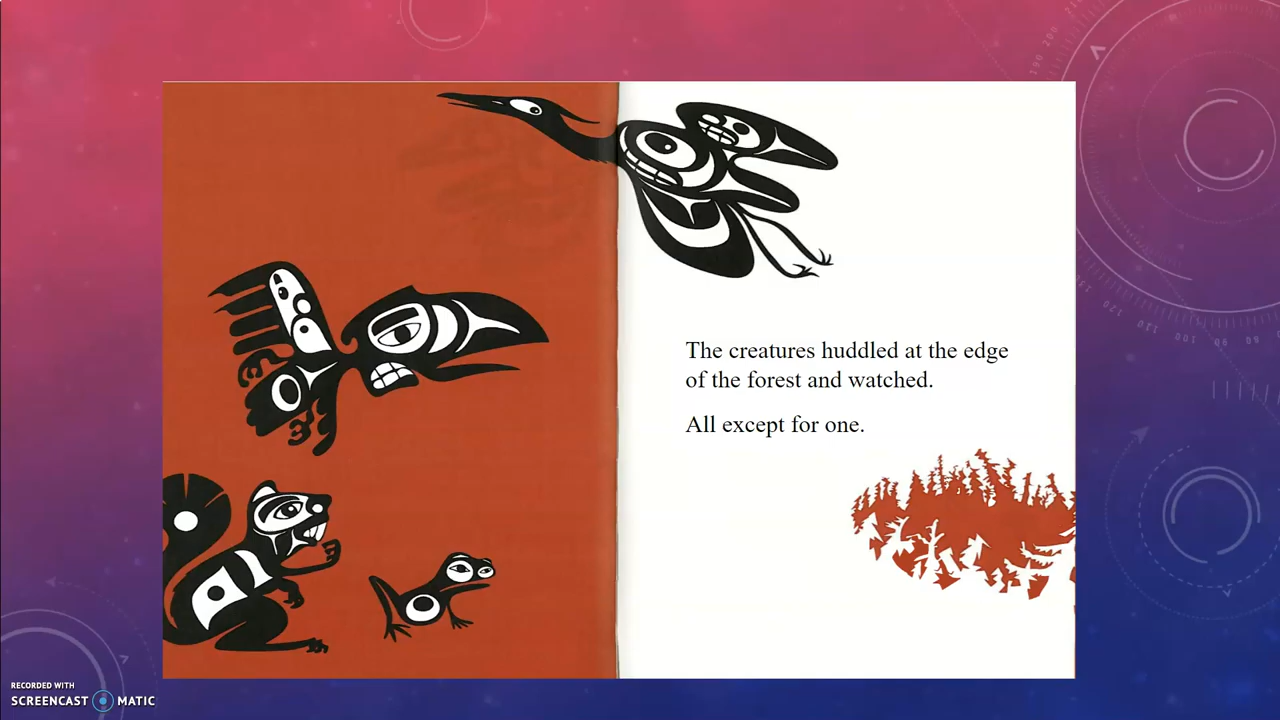 The creatures huddled at the edge
of the forest and watched.
All except for one.
RECORDED WITH
SCREENCAST MATIC